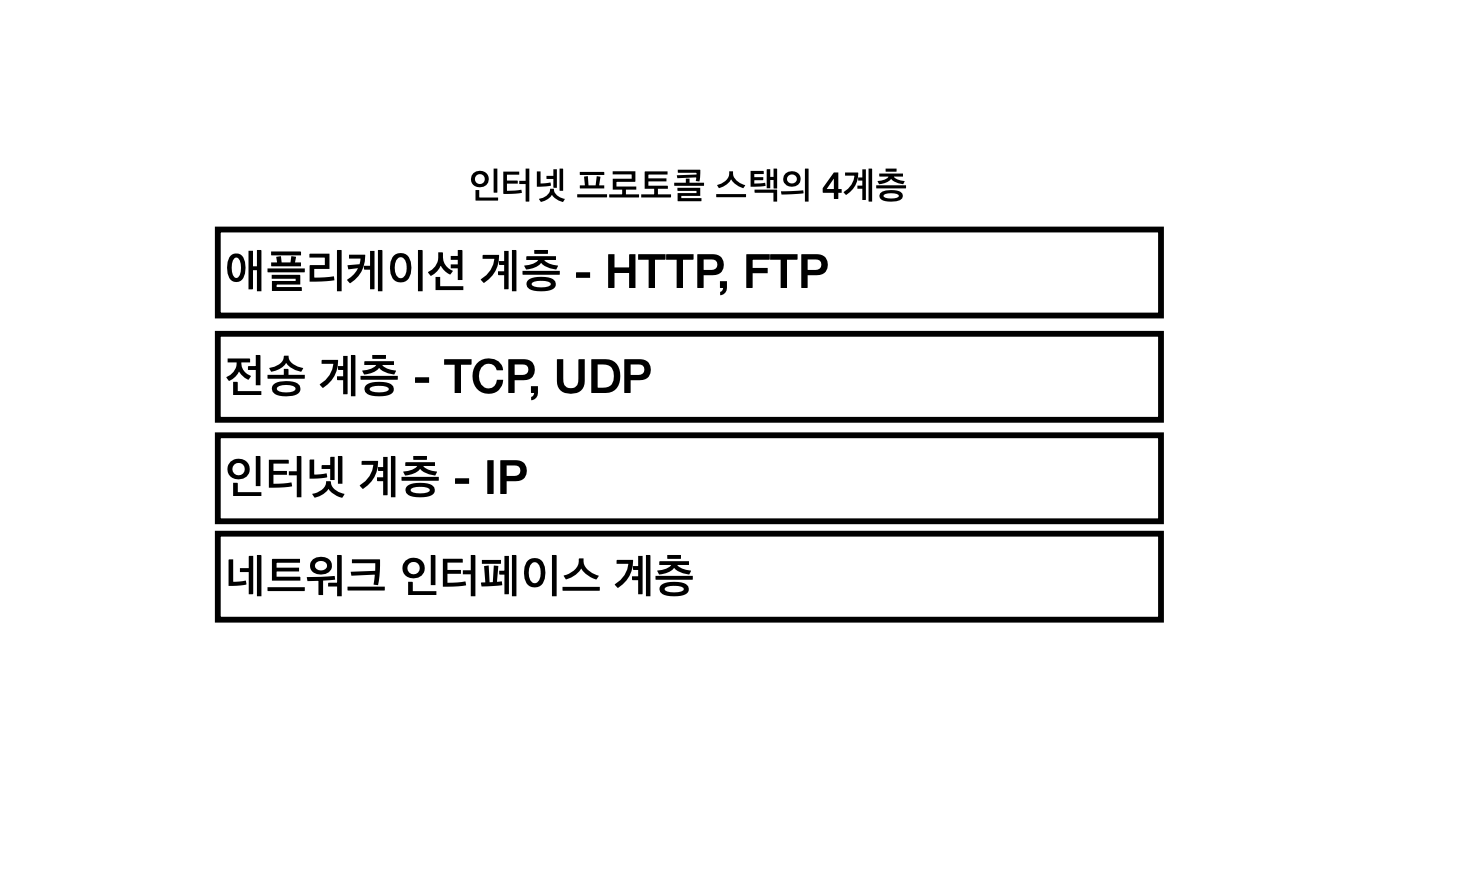 인터넷 프로토콜 스택의 4계층
애플리케이션 계층 - HTTP, FTP
전송 계층 - TCP, UDP
인터넷 계층 - IP
네트워크 인터페이스 계층